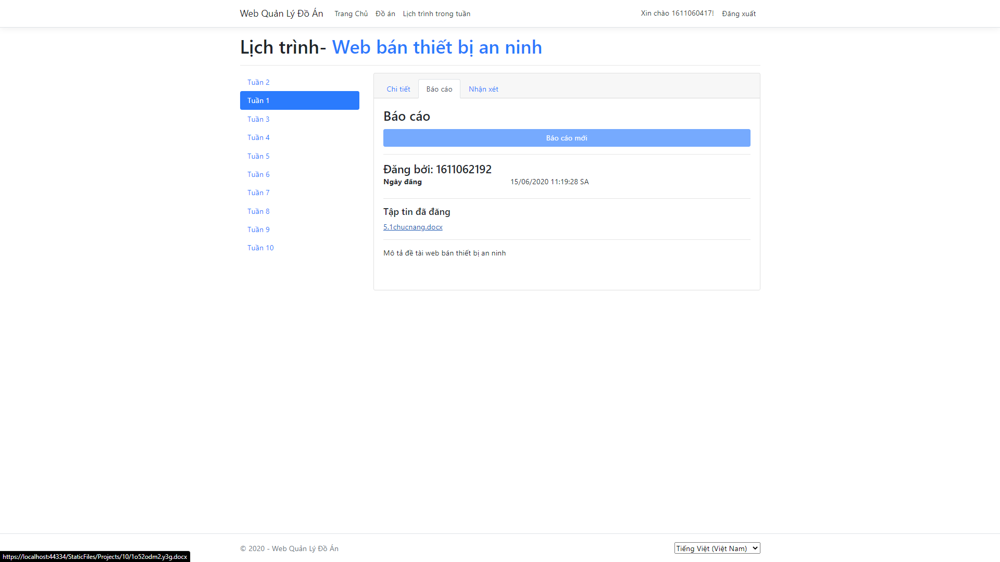 Web Quản Lý Đồ Án Trang Chủ Đồ án Lịch trình trong tuần Xin chào 1611060417! Đăng xuất
Lịch trình- Web bán thiết bị an ninh
Tuần 2
Tuần 1
Tuần 3
Tuần 4
Tuần 5
Tuần 6
Tuần 7
Tuần 8
Tuần 9
Tuần 10
Chi tiết Báo cáo Nhận xét
Báo cáo
Báo cáo mới
Đăng bởi: 1611062192
Ngày đăng 15/06/2020 11:19:28 SA
Tập tin đã đăng
5.1chucnang.docx
Mô tả đề tài web bán thiết bị an ninh
© 2020 - Web Quản Lý Đồ Án Tiếng Việt (Việt Nam)
https://localhost:44334/StaticFiles/Projects/10/1o52odm2.y3g.docx